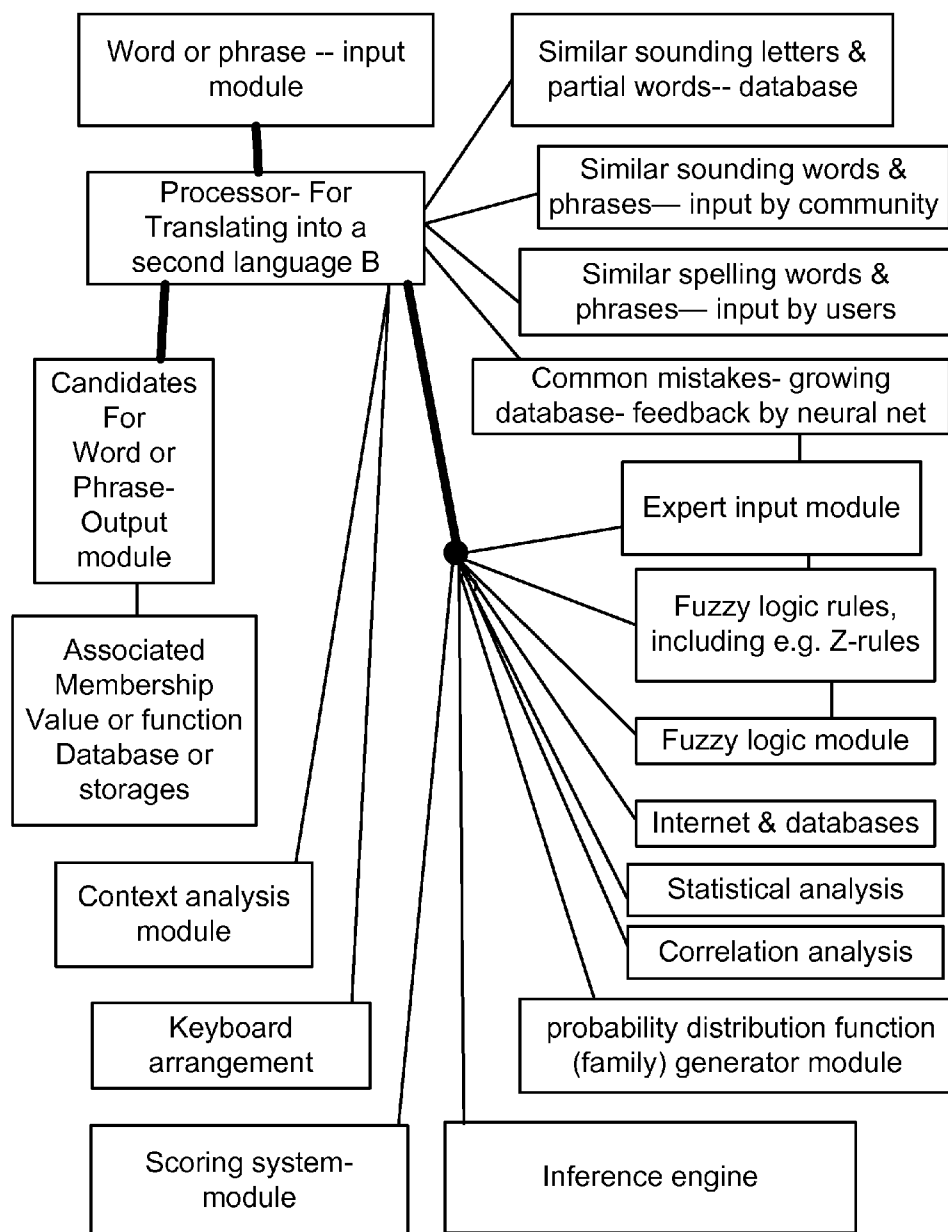 Word or phrase -- input
module
Similar sounding letters &
partial words-- database
Processor- For
Translating into a
second language B
Similar sounding words &
phrases— input by community
Similar spelling words &
phrases— input by users
Common mistakes- growing
database- feedback by neural net
Candidates
For
Word or
Phrase-
Output
module
Expert input module
Fuzzy logic rules,
including e.g. Z-rules
Associated
Membership
Value or function
Database or
storages
Fuzzy logic module
Internet & databases
Statistical analysis
Correlation analysis
Context analysis
module
Keyboard
arrangement
probability distribution function
(family) generator module
Scoring system-
module
Inference engine